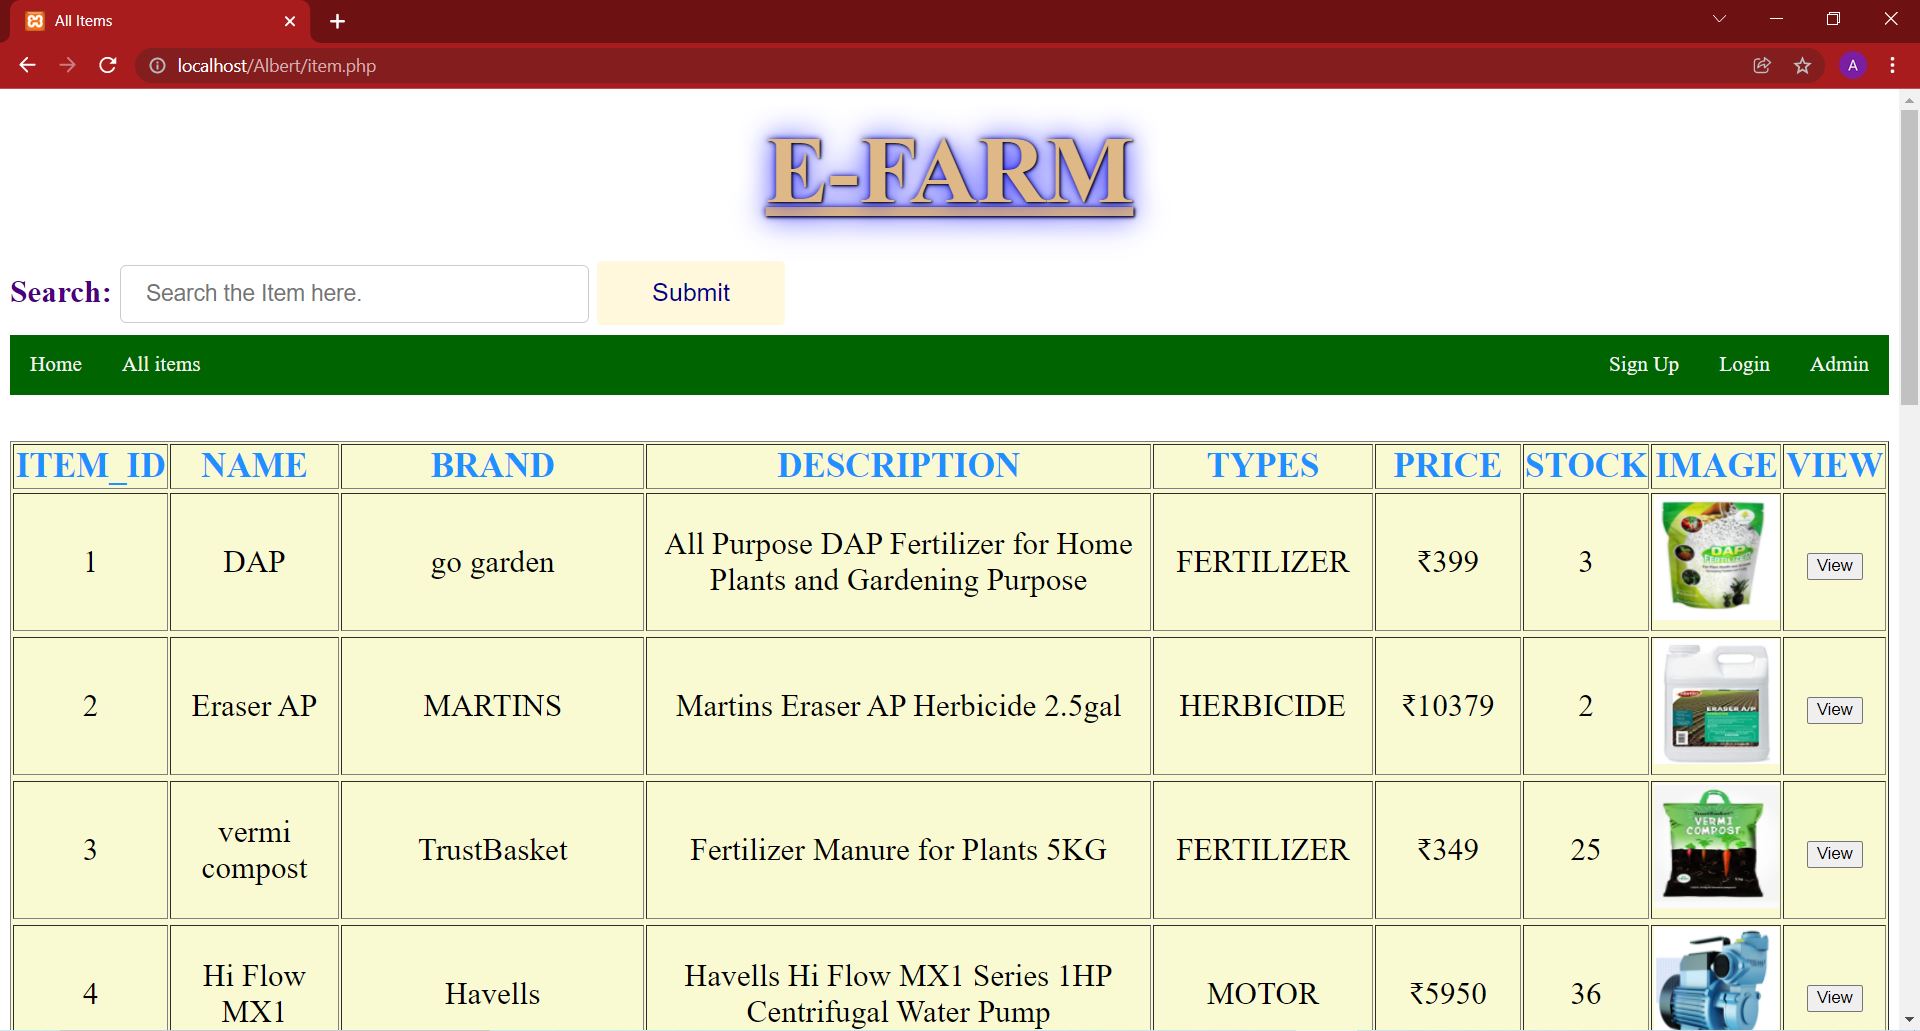 All Items
localhost/Albert/item.php
A
E-FARM
Search: Search the Item here. Submit
Home All items Sign Up Login Admin
ITEM_ID NAME BRAND DESCRIPTION TYPES PRICE STOCK IMAGE VIEW
1 DAP go garden All Purpose DAP Fertilizer for Home Plants and Gardening Purpose FERTILIZER ₹399 3 View
DAP
FERTILIZER
2 Eraser AP MARTINS Martins Eraser AP Herbicide 2.5gal HERBICIDE ₹10379 2 View
ERASER A/P
3 vermi compost TrustBasket Fertilizer Manure for Plants 5KG FERTILIZER ₹349 25 View
TrustBasket
VERMI
COMPOST
4 Hi Flow MX1 Havells Havells Hi Flow MX1 Series 1HP Centrifugal Water Pump MOTOR ₹5950 36 View